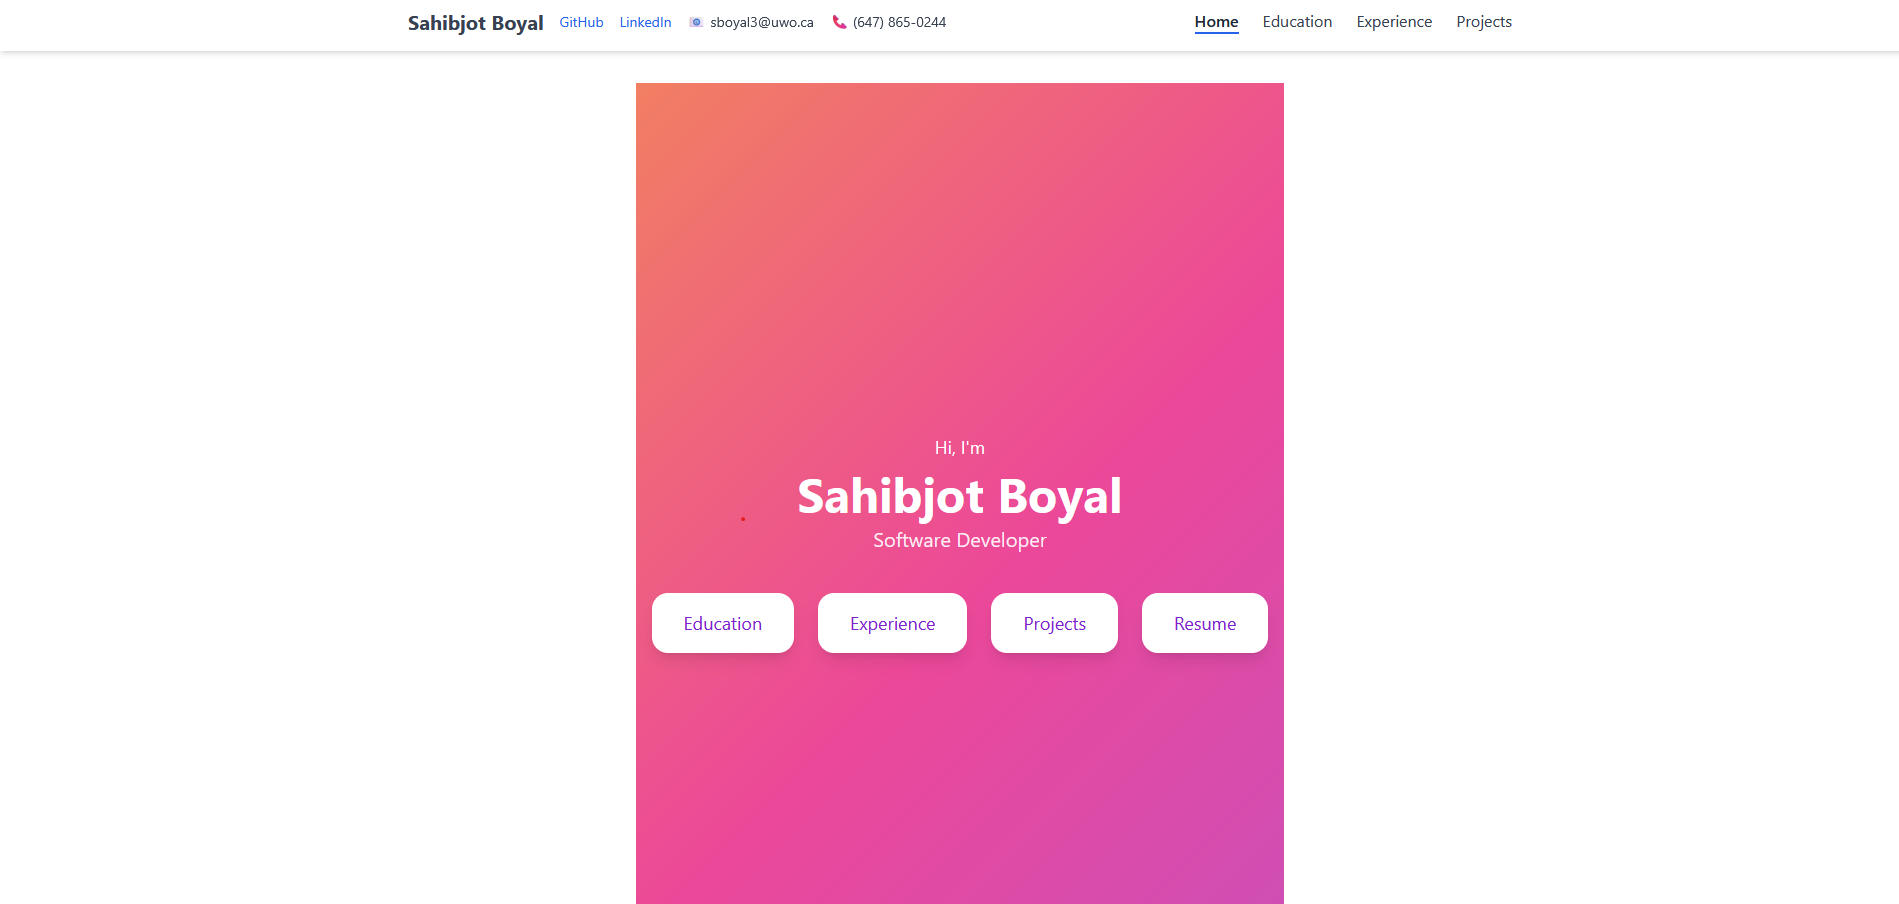 Sahibjot Boyal GitHub LinkedIn 📧 sboyal3@uwo.ca 📞 (647) 865-0244 Home Education Experience Projects
Hi, I'm
Sahibjot Boyal
Software Developer
Education Experience Projects Resume